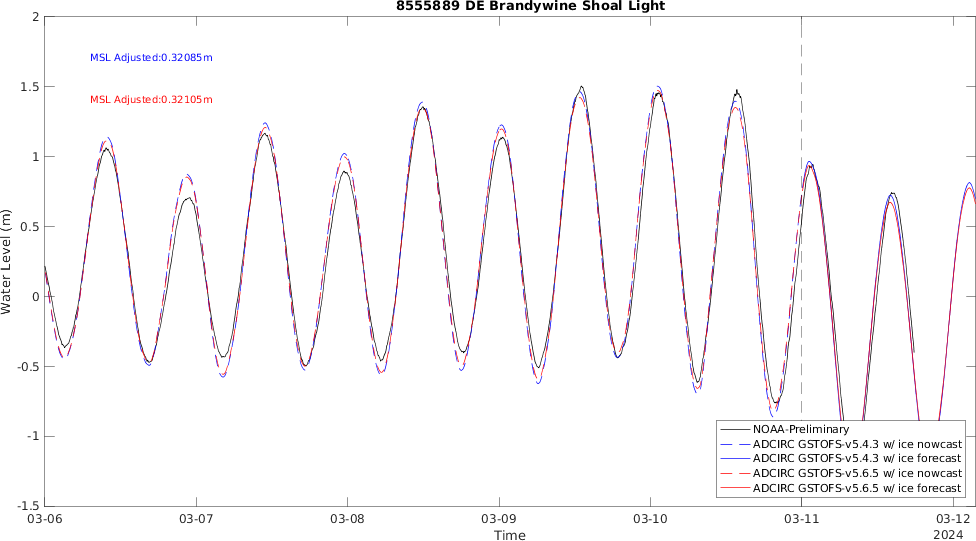 8555889 DE Brandywine Shoal Light
2
MSL Adjusted:0.32085m
1.5
MSL Adjusted:0.32105m
1
0.5
Water Level (m)
0
-0.5
-1
NOAA-Preliminary
ADCIRC GSTOFS-v5.4.3 w/ ice nowcast
ADCIRC GSTOFS-v5.4.3 w/ ice forecast
ADCIRC GSTOFS-v5.6.5 w/ ice nowcast
ADCIRC GSTOFS-v5.6.5 w/ ice forecast
-1.5
03-06 03-07 03-08 03-09 03-10 03-11 03-12
Time
2024